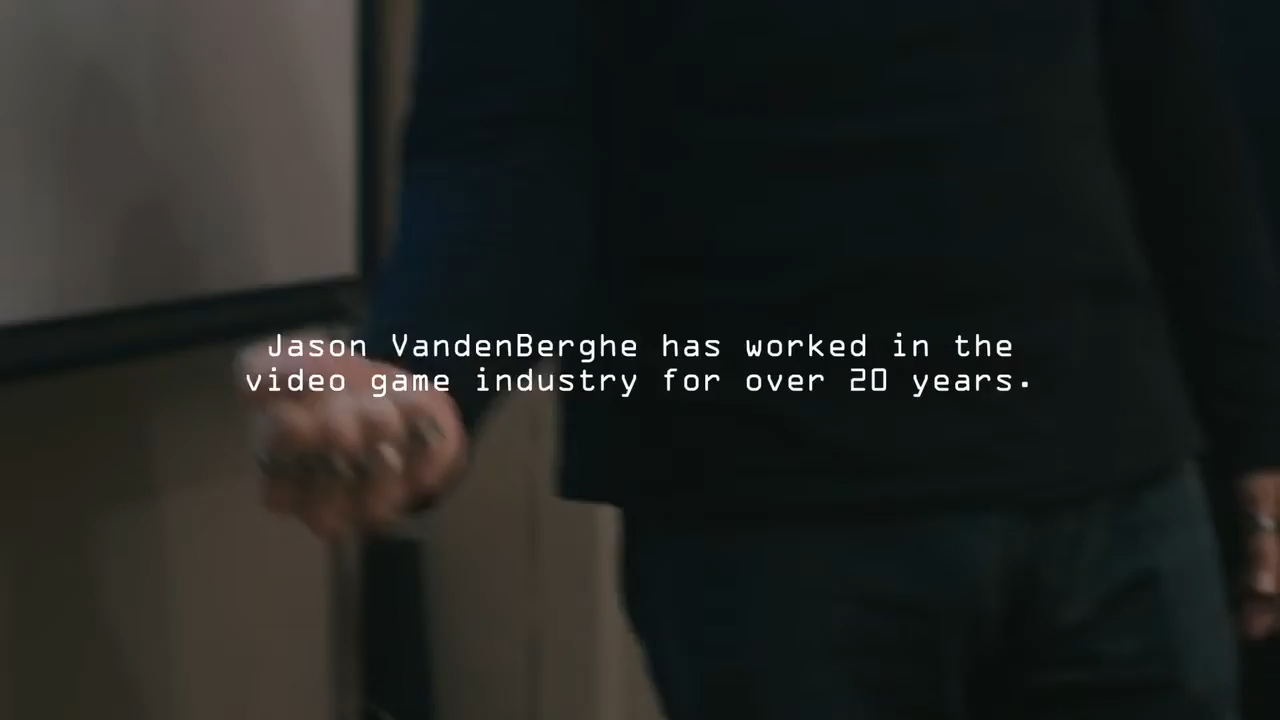 Jason VandenBerghe has worked in the
video game industry for over 20 years.